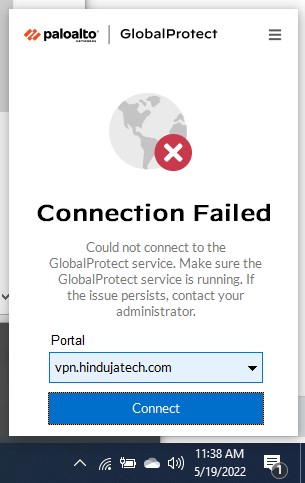 paloalto
NETWORKS
GlobalProtect
Connection Failed
Could not connect to the
GlobalProtect service. Make sure the
GlobalProtect service is running. If
the issue persists, contact your
administrator.
Portal
vpn.hindujatech.com
Connect
11:38 AM
5/19/2022
1